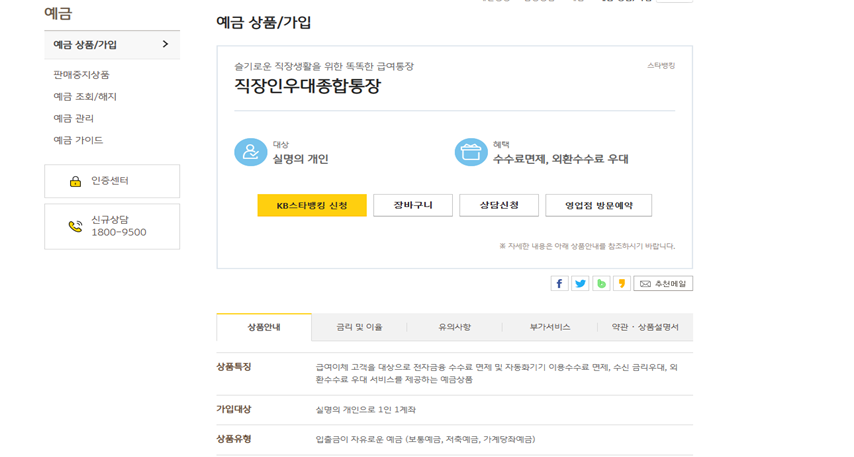 예금
예금 상품/가입
판매중지상품
예금 조회/해지
예금 관리
예금 가이드
인증센터
신규상담
1800-9500
예금 상품/가입
슬기로운 직장생활을 위한 똑똑한 급여통장
스타뱅킹
직장인우대종합통장
대상
실명의 개인
혜택
수수료면제, 외환수수료 우대
KB스타뱅킹 신청
장바구니
상담신청
영업점 방문예약
※ 자세한 내용은 아래 상품안내를 참조하시기 바랍니다.
추천메일
상품안내
금리 및 이율
유의사항
부가서비스
약관 · 상품설명서
상품특징
급여이체 고객을 대상으로 전자금융 수수료 면제 및 자동화기기 이용수수료 면제, 수신 금리우대, 외
환수수료 우대 서비스를 제공하는 예금상품
가입대상
실명의 개인으로 1인 1계좌
상품유형
입출금이 자유로운 예금 (보통예금, 저축예금, 가계당좌예금)